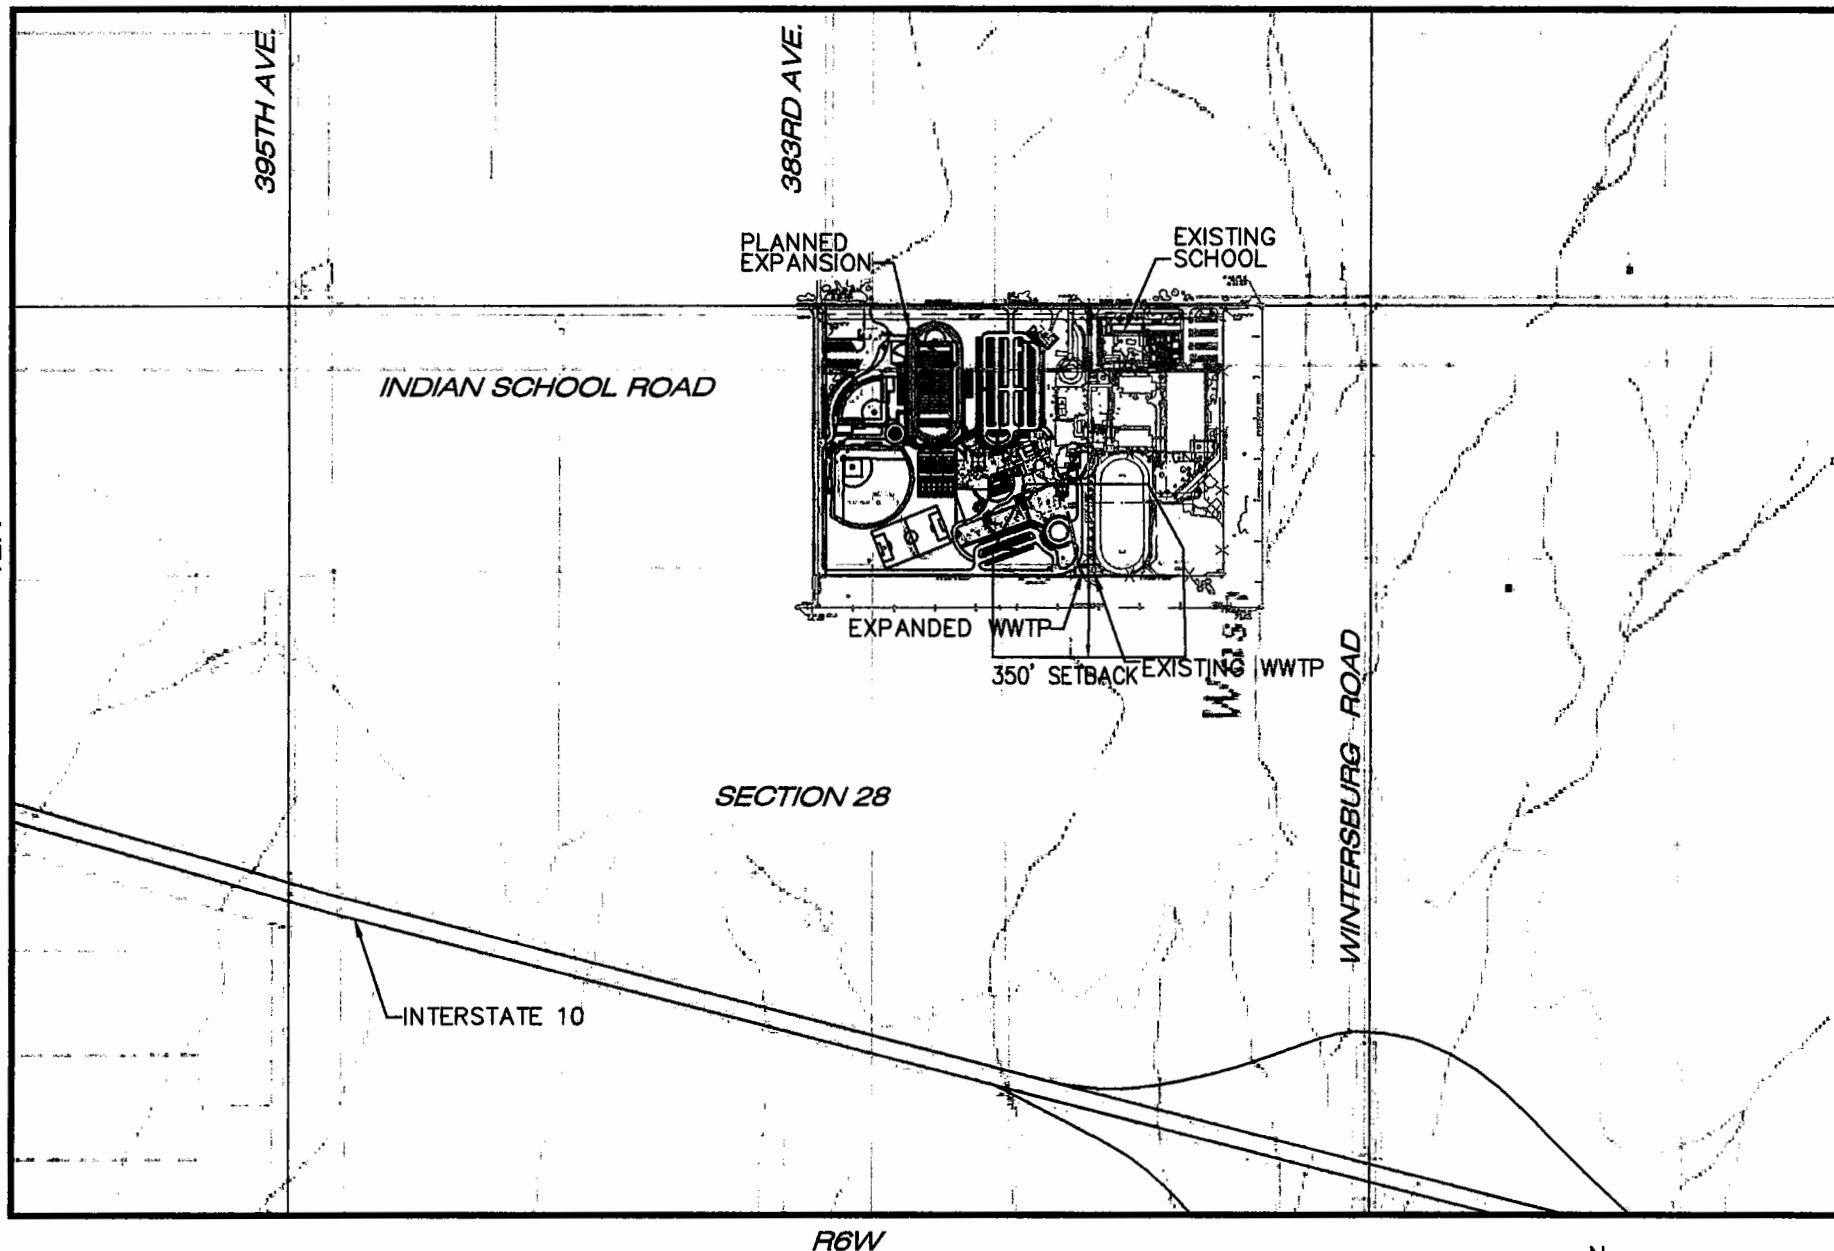 395TH AVE.
383RD AVE.
PLANNED
EXPANSION
EXISTING
SCHOOL
INDIAN SCHOOL ROAD
EXPANDED WWTP
350' SETBACK
EXISTING WWTP
Wash
WINTERSBURG ROAD
SECTION 28
INTERSTATE 10
R6W
N